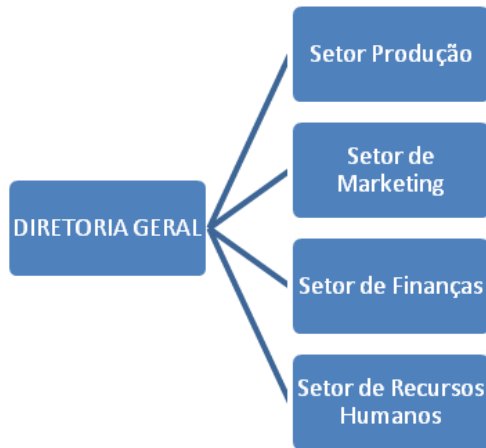 Setor Produção
Setor de
Marketing
DIRETORIA GERAL
Setor de Finanças
Setor de Recursos
Humanos